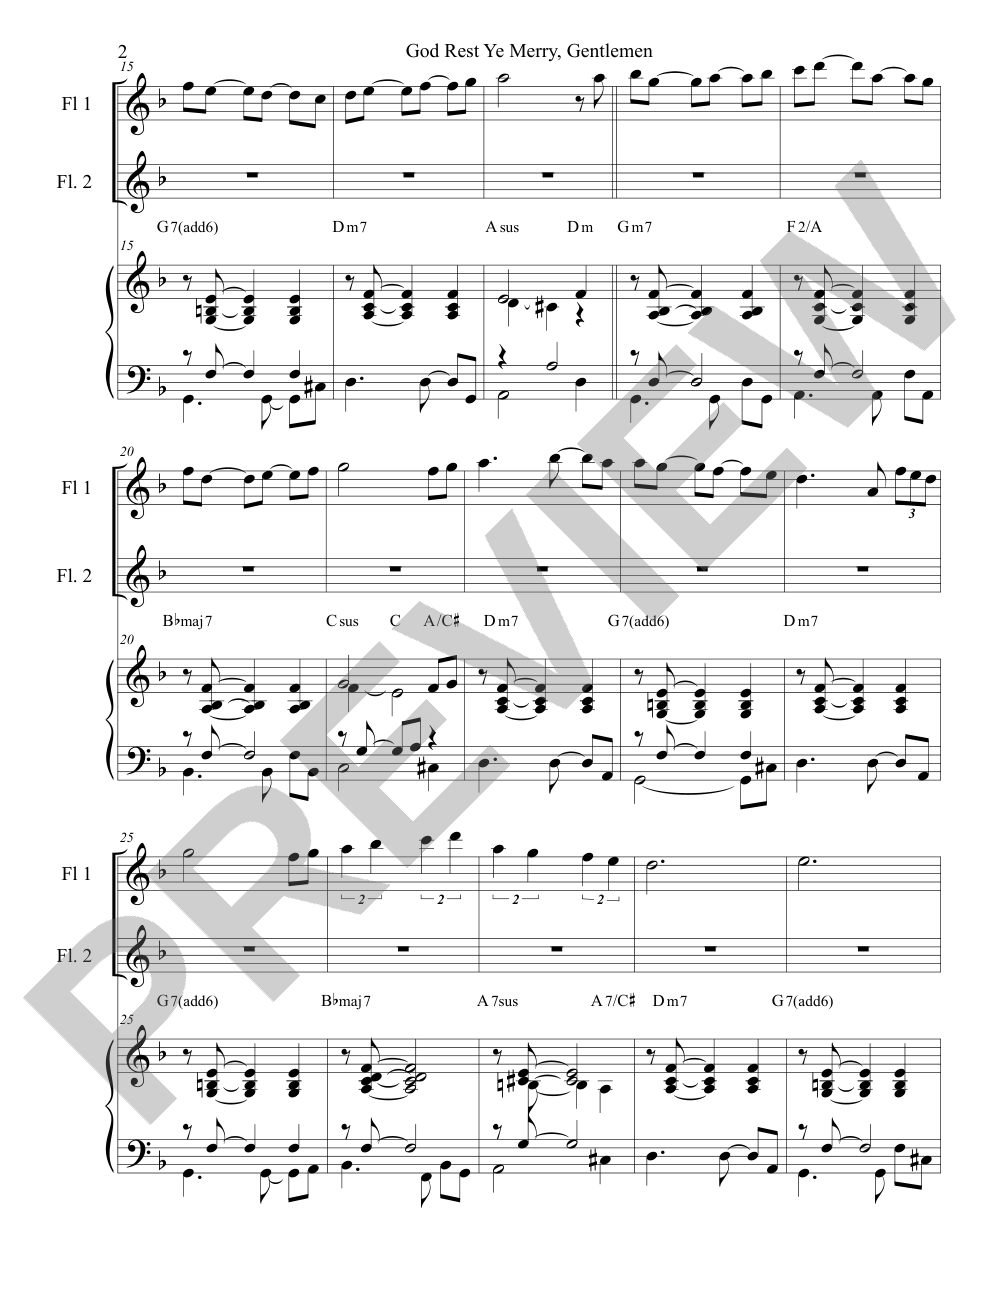 2
God Rest Ye Merry, Gentlemen
15
Fl 1
Fl. 2
G7(add6) Dm7 Asus Dm Gm7 F2/A
15
20
Fl 1
3
Fl. 2
B♭maj7 Csus C A/C♯ Dm7 G7(add6) Dm7
20
25
Fl 1
2 2 2 2
Fl. 2
G7(add6) B♭maj7 A7sus A7/C♯ Dm7 G7(add6)
25
PREVIEW